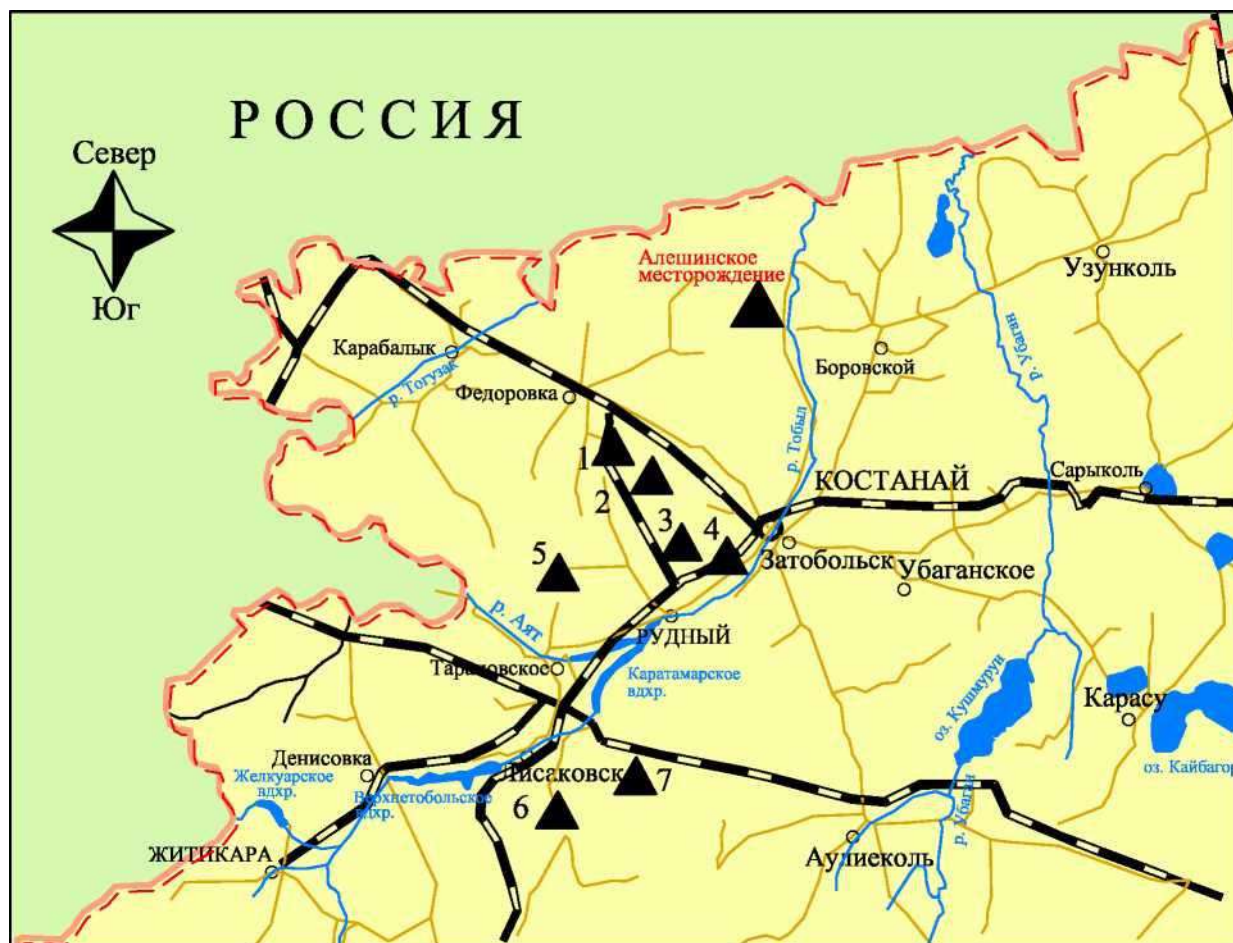 РОССИЯ
Север
Юг
Алешинское
месторождение
Узунколь
Карабалык
р. Тогузак
Федоровка
Боровской
р. Убаган
р. Тобыл
1
2
3
4
5
КОСТАНАЙ
Сарыколь
Затобольск
Убаганское
р. Аят
РУДНЫЙ
Тарановское
Каратамарское
вдхр.
оз. Кушмурун
Карасу
оз. Кайбагор
Денисовка
Желкуарское
вдхр.
Верхнетобольское
вдхр.
Лисаковск
6
7
р. Убаган
ЖИТИКАРА
Аулиеколь